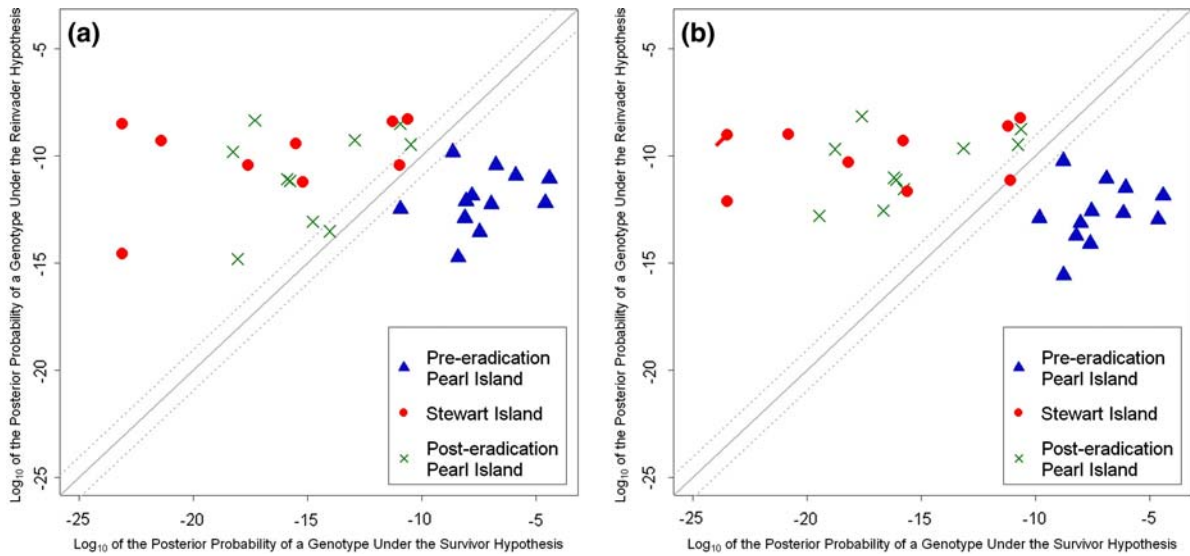 (a)
Log10 of the Posterior Probability of a Genotype Under the Reinvader Hypothesis
-5
-10
-15
-20
-25
Pre-eradication
Pearl Island
Stewart Island
Post-eradication
Pearl Island
-25 -20 -15 -10 -5
Log10 of the Posterior Probability of a Genotype Under the Survivor Hypothesis
(b)
Log10 of the Posterior Probability of a Genotype Under the Reinvader Hypothesis
-5
-10
-15
-20
-25
Pre-eradication
Pearl Island
Stewart Island
Post-eradication
Pearl Island
-25 -20 -15 -10 -5
Log10 of the Posterior Probability of a Genotype Under the Survivor Hypothesis